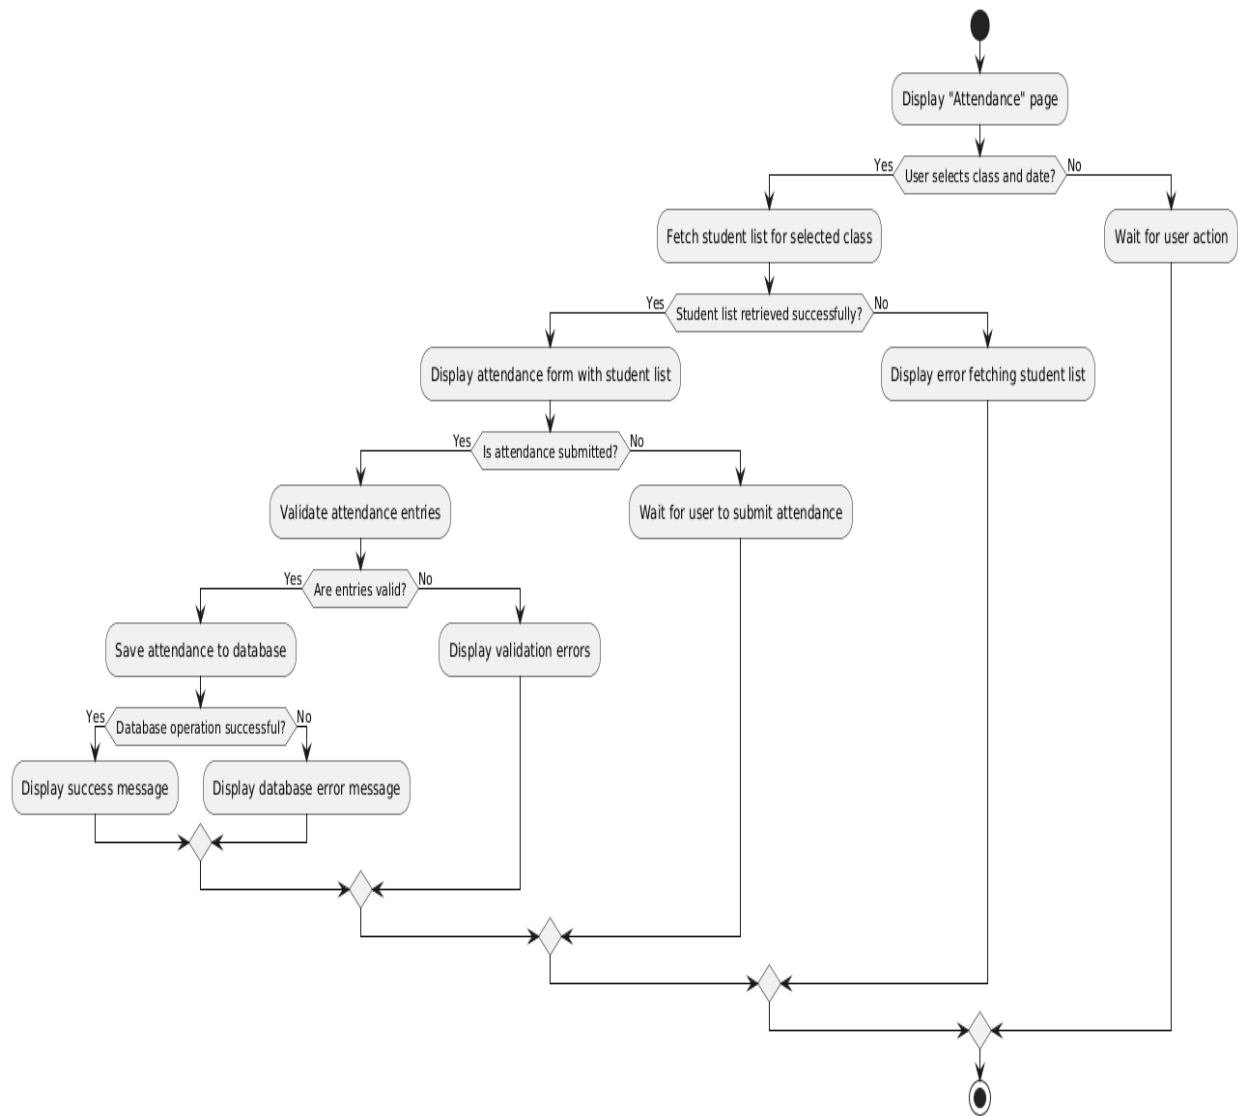 Display "Attendance" page
Yes
User selects class and date?
No
Fetch student list for selected class
Wait for user action
Yes
Student list retrieved successfully?
No
Display attendance form with student list
Display error fetching student list
Yes
Is attendance submitted?
No
Validate attendance entries
Wait for user to submit attendance
Yes
Are entries valid?
No
Save attendance to database
Display validation errors
Yes
Database operation successful?
No
Display success message
Display database error message